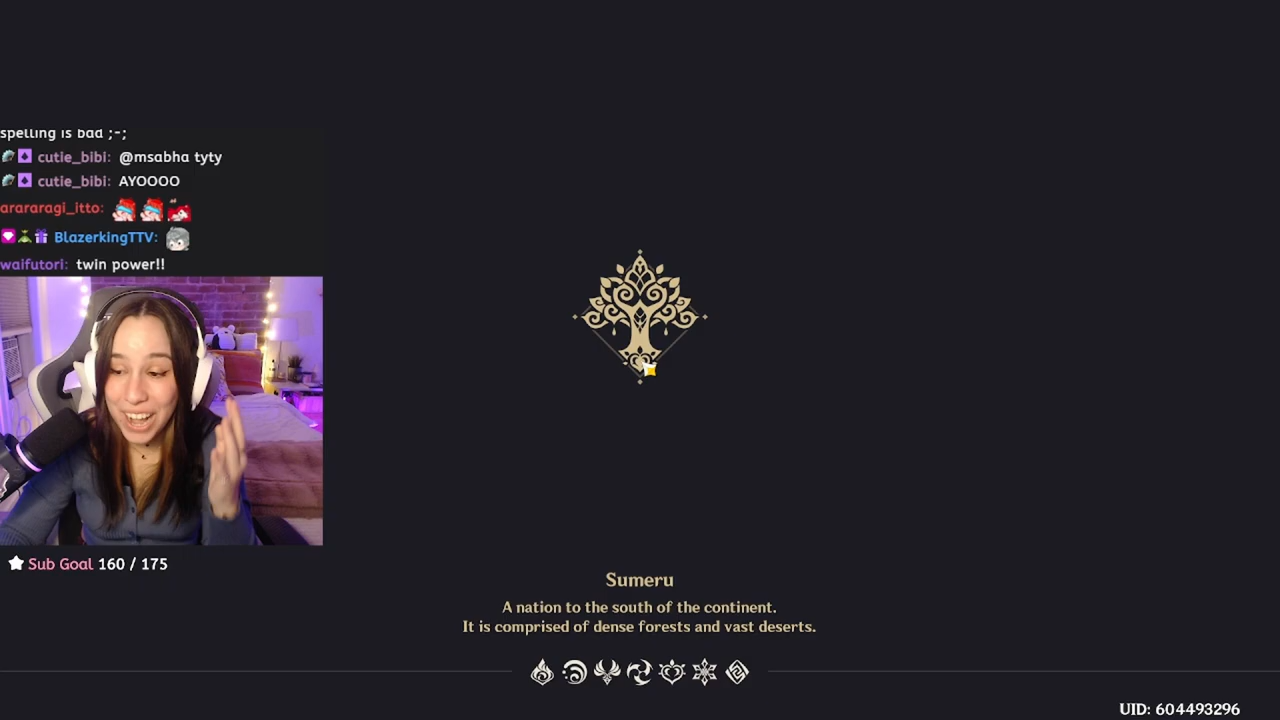 spelling is bad ;-;
cutie_bibi: @msabha tyty
cutie_bibi: AYOOOO
arararagi_itto:
BlazerkingTTV:
waifutori: twin power!!
Sub Goal 160 / 175
Sumeru
A nation to the south of the continent.
It is comprised of dense forests and vast deserts.
UID: 604493296